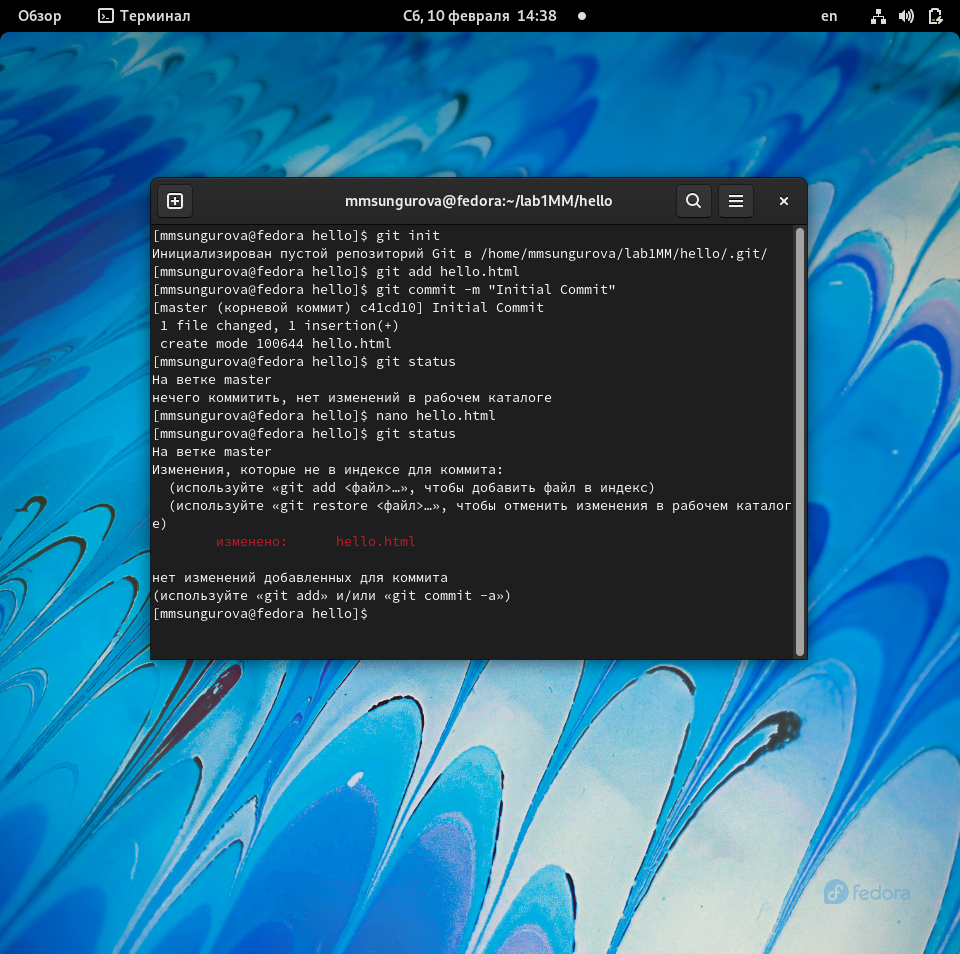 Обзор Терминал Сб, 10 февраля 14:38 en
mmsungurova@fedora:~/lab1MM/hello
[mmsungurova@fedora hello]$ git init
Инициализирован пустой репозиторий Git в /home/mmsungurova/lab1MM/hello/.git/
[mmsungurova@fedora hello]$ git add hello.html
[mmsungurova@fedora hello]$ git commit -m "Initial Commit"
[master (корневой коммит) c41cd10] Initial Commit
 1 file changed, 1 insertion(+)
 create mode 100644 hello.html
[mmsungurova@fedora hello]$ git status
На ветке master
нечего коммитить, нет изменений в рабочем каталоге
[mmsungurova@fedora hello]$ nano hello.html
[mmsungurova@fedora hello]$ git status
На ветке master
Изменения, которые не в индексе для коммита:
  (используйте «git add <файл>…», чтобы добавить файл в индекс)
  (используйте «git restore <файл>…», чтобы отменить изменения в рабочем каталог
е)
        изменено:      hello.html
нет изменений добавленных для коммита
(используйте «git add» и/или «git commit -a»)
[mmsungurova@fedora hello]$
fedora